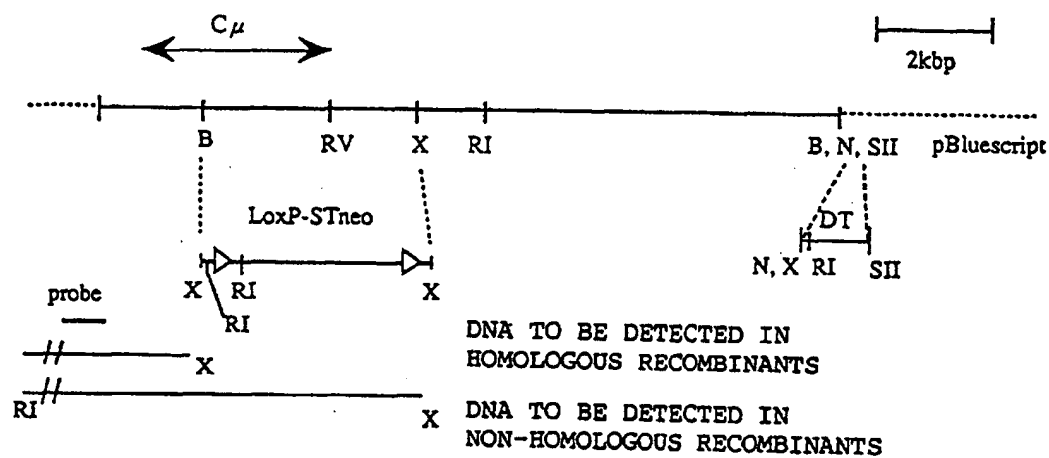 Cμ
2kbp
B RV X RI B, N, SII pBluescript
LoxP-STneo DT
X RI X N, X RI SII
RI
probe
DNA TO BE DETECTED IN
HOMOLOGOUS RECOMBINANTS
X
RI X
DNA TO BE DETECTED IN
NON-HOMOLOGOUS RECOMBINANTS